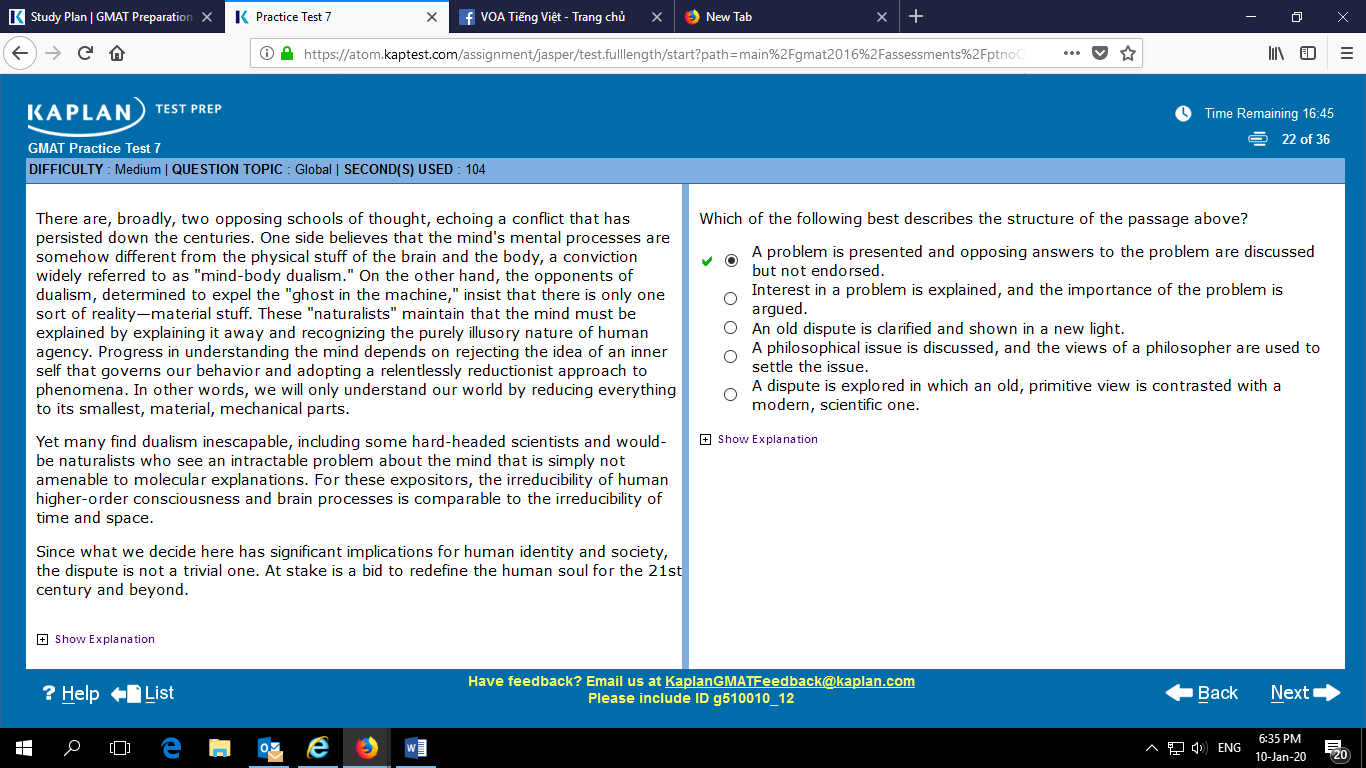 Study Plan | GMAT Preparation
Practice Test 7
VOA Tiếng Việt - Trang chủ
New Tab
https://atom.kaptest.com/assignment/jasper/test.fulllength/start?path=main%2Fgmat2016%2Fassessments%2Fptno
KAPLAN TEST PREP
Time Remaining 16:45
GMAT Practice Test 7
22 of 36
DIFFICULTY : Medium | QUESTION TOPIC : Global | SECOND(S) USED : 104
There are, broadly, two opposing schools of thought, echoing a conflict that has
persisted down the centuries. One side believes that the mind's mental processes are
somehow different from the physical stuff of the brain and the body, a conviction
widely referred to as "mind-body dualism." On the other hand, the opponents of
dualism, determined to expel the "ghost in the machine," insist that there is only one
sort of reality—material stuff. These "naturalists" maintain that the mind must be
explained by explaining it away and recognizing the purely illusory nature of human
agency. Progress in understanding the mind depends on rejecting the idea of an inner
self that governs our behavior and adopting a relentlessly reductionist approach to
phenomena. In other words, we will only understand our world by reducing everything
to its smallest, material, mechanical parts.
Yet many find dualism inescapable, including some hard-headed scientists and would-
be naturalists who see an intractable problem about the mind that is simply not
amenable to molecular explanations. For these expositors, the irreducibility of human
higher-order consciousness and brain processes is comparable to the irreducibility of
time and space.
Since what we decide here has significant implications for human identity and society,
the dispute is not a trivial one. At stake is a bid to redefine the human soul for the 21st
century and beyond.
Show Explanation
Which of the following best describes the structure of the passage above?
A problem is presented and opposing answers to the problem are discussed
but not endorsed.
Interest in a problem is explained, and the importance of the problem is
argued.
An old dispute is clarified and shown in a new light.
A philosophical issue is discussed, and the views of a philosopher are used to
settle the issue.
A dispute is explored in which an old, primitive view is contrasted with a
modern, scientific one.
Show Explanation
? Help
List
Have feedback? Email us at KaplanGMATFeedback@kaplan.com
Please include ID g510010_12
Back
Next
ENG
6:35 PM
10-Jan-20
20